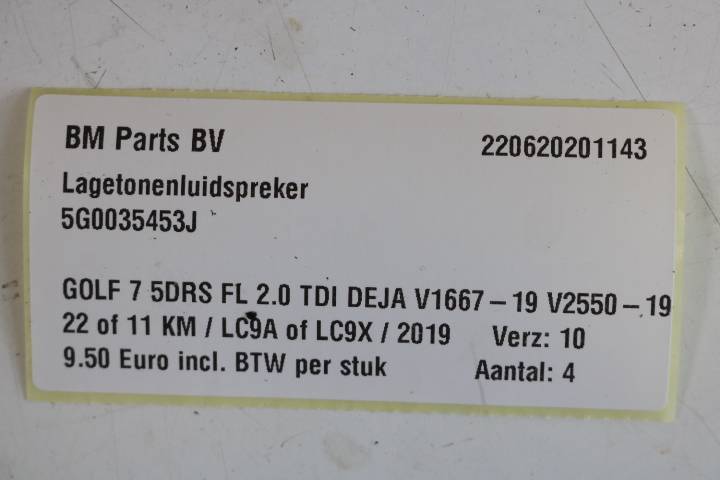 BM Parts BV 220620201143
Lagetonenluidspreker
5G0035453J
GOLF 7 5DRS FL 2.0 TDI DEJA V1667 – 19 V2550 – 19
22 of 11 KM / LC9A of LC9X / 2019 Verz: 10
9.50 Euro incl. BTW per stuk Aantal: 4